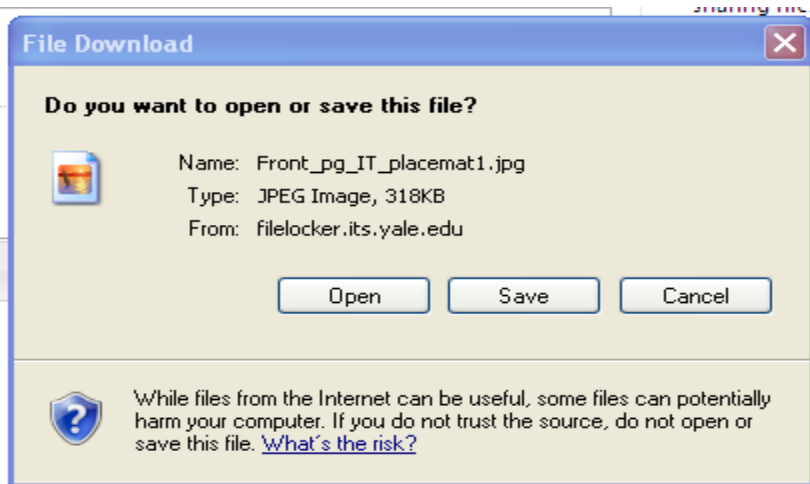 sharing file
File Download
Do you want to open or save this file?
Name: Front_pg_IT_placemat1.jpg
Type: JPEG Image, 318KB
From: filelocker.its.yale.edu
Open Save Cancel
While files from the Internet can be useful, some files can potentially
harm your computer. If you do not trust the source, do not open or
save this file. What's the risk?